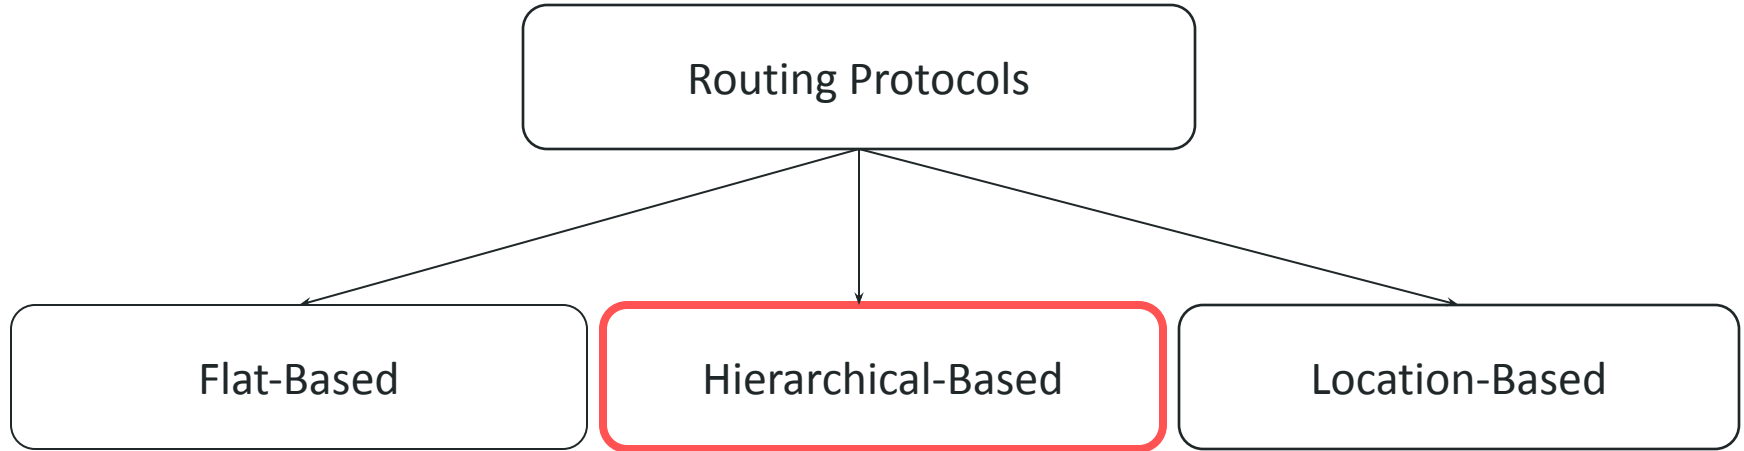 Routing Protocols
Flat-Based
Hierarchical-Based
Location-Based